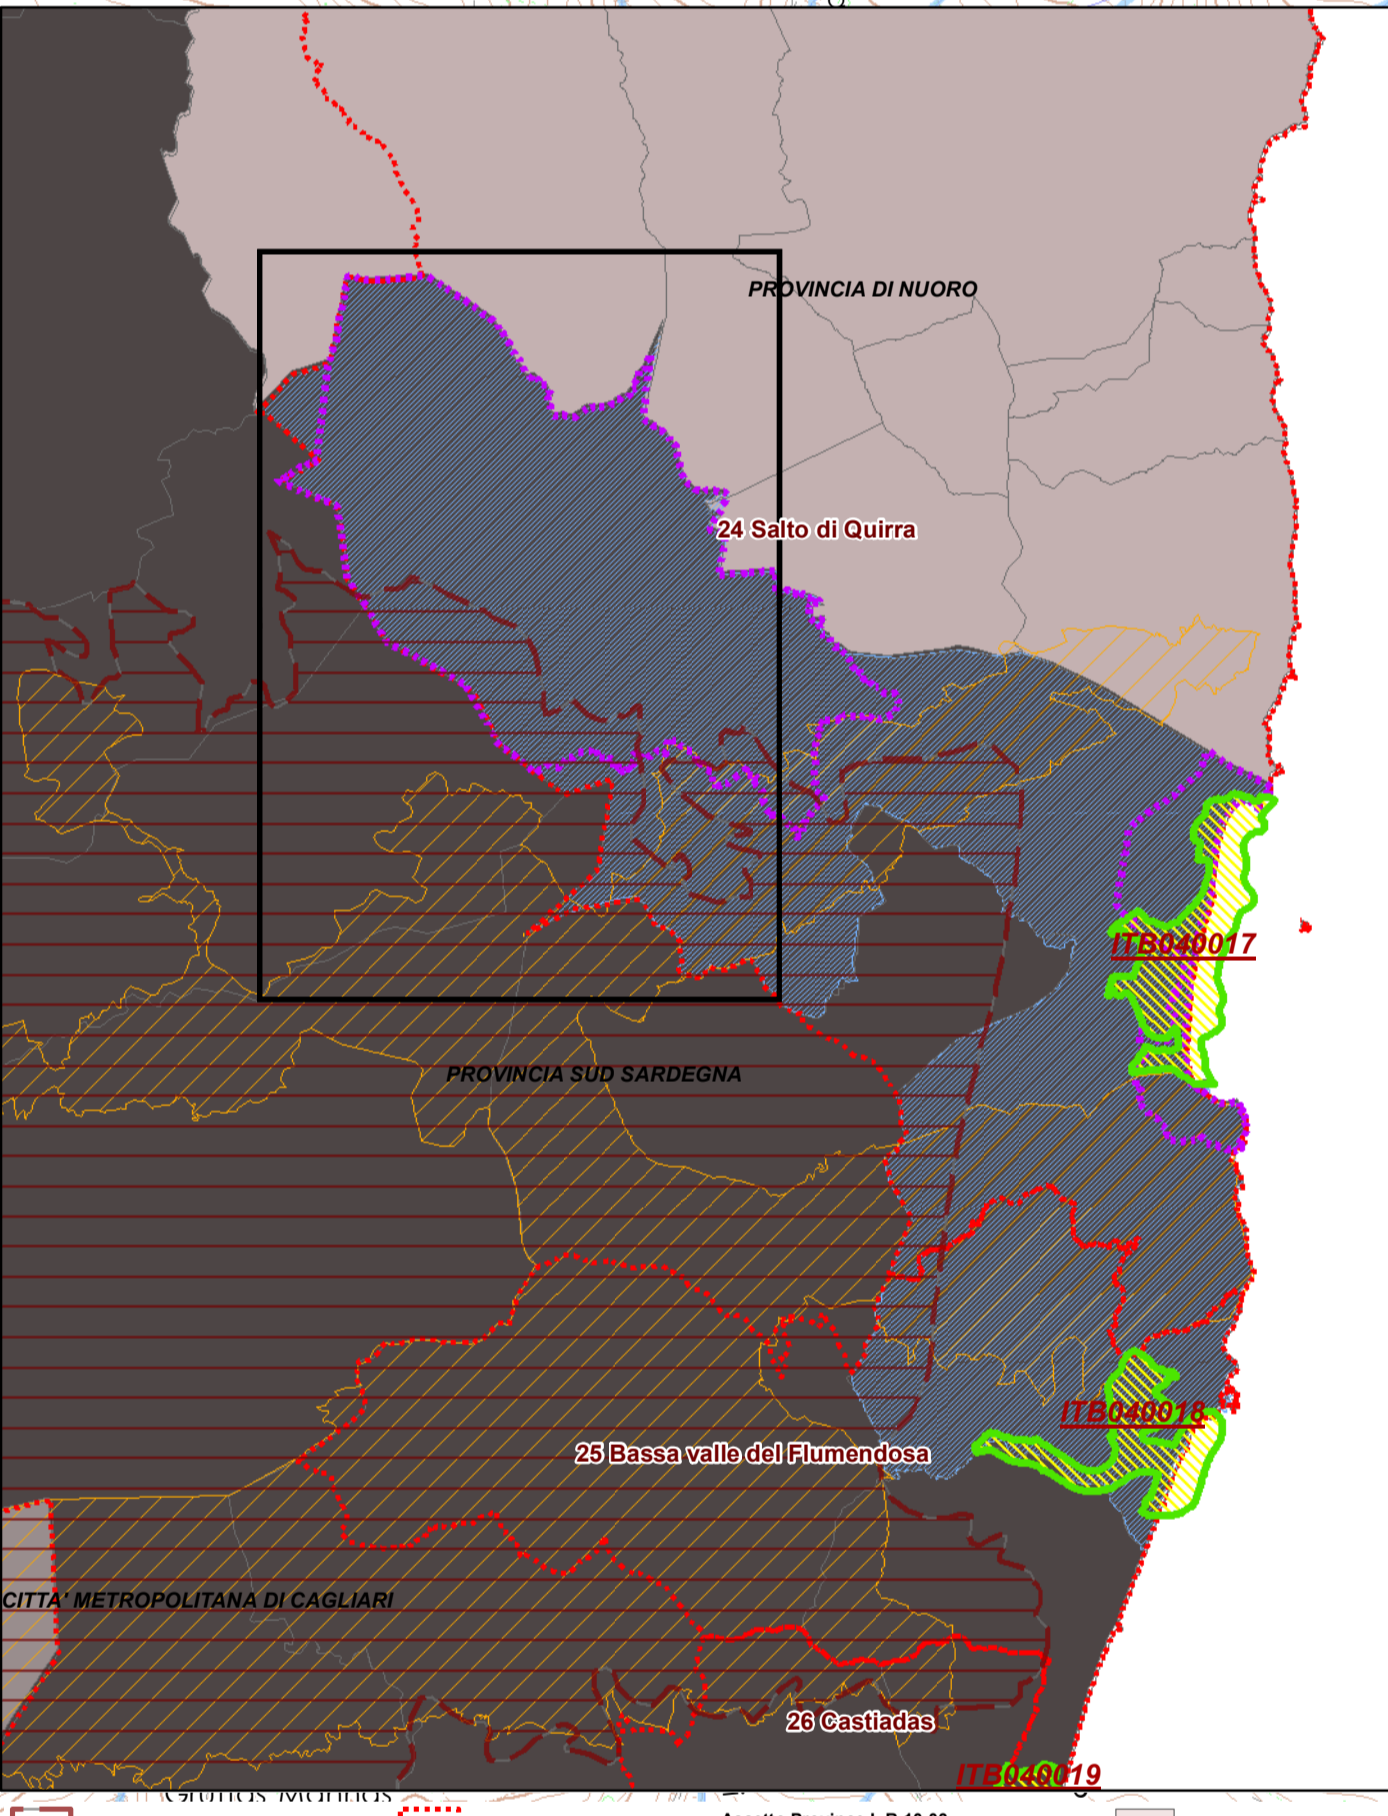 PROVINCIA DI NUORO
24 Salto di Quirra
ITB040017
PROVINCIA SUD SARDEGNA
ITB040018
25 Bassa valle del Flumendosa
CITTA' METROPOLITANA DI CAGLIARI
26 Castiadas
ITB040019